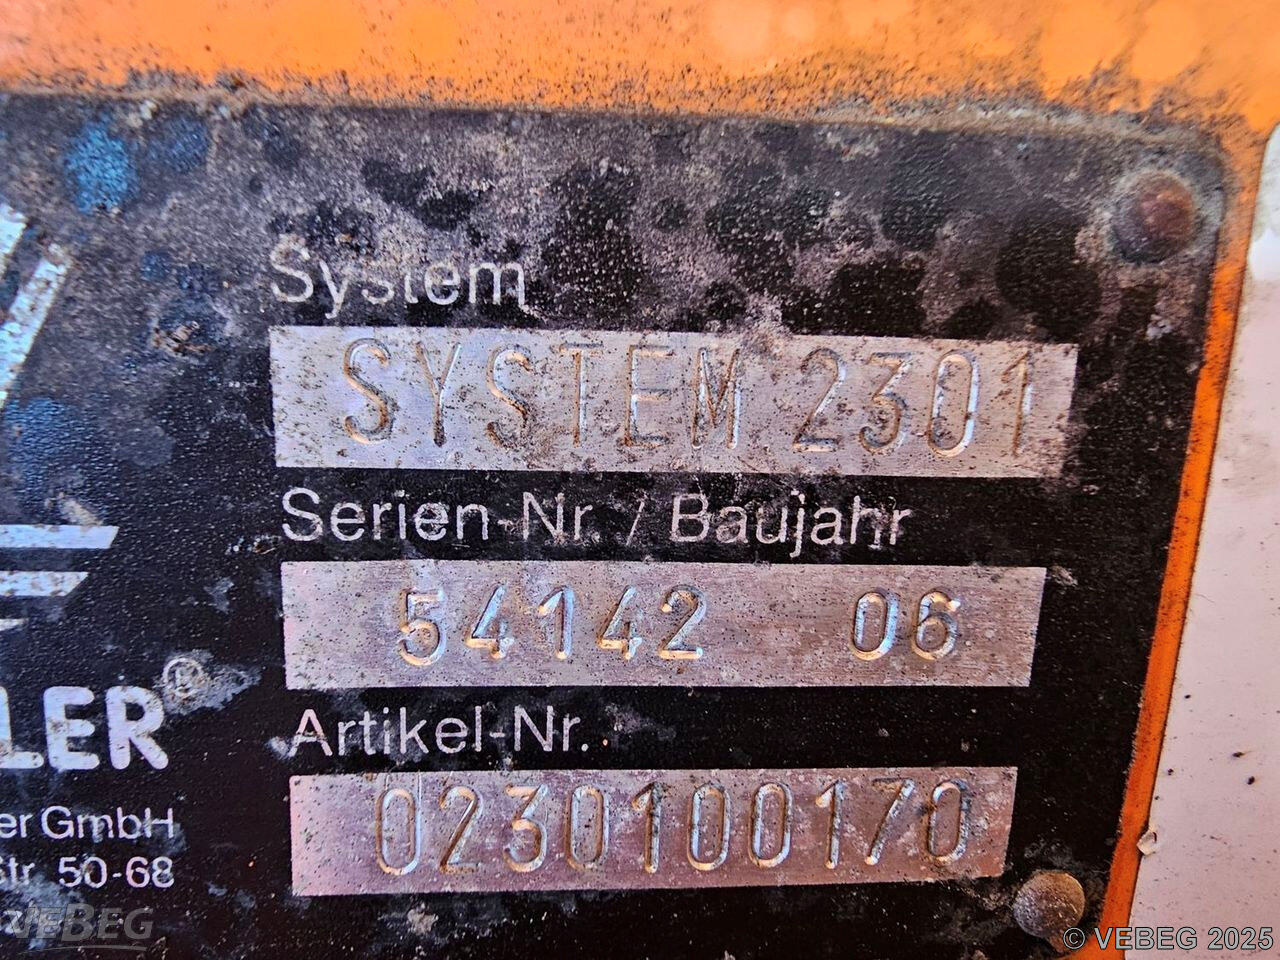 System
SYSTEM 2301
Serien-Nr. / Baujahr
54142 06
Artikel-Nr.
0230100170
LER®
er GmbH
Str. 50-68
VEBEG
© VEBEG 2025